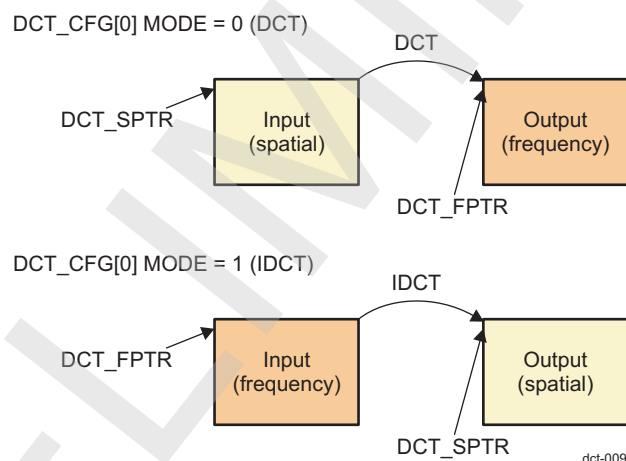 DCT_CFG[0] MODE = 0 (DCT)
DCT
DCT_SPTR
Input
(spatial)
Output
(frequency)
DCT_FPTR
DCT_CFG[0] MODE = 1 (IDCT)
IDCT
DCT_FPTR
Input
(frequency)
Output
(spatial)
DCT_SPTR
dct-009